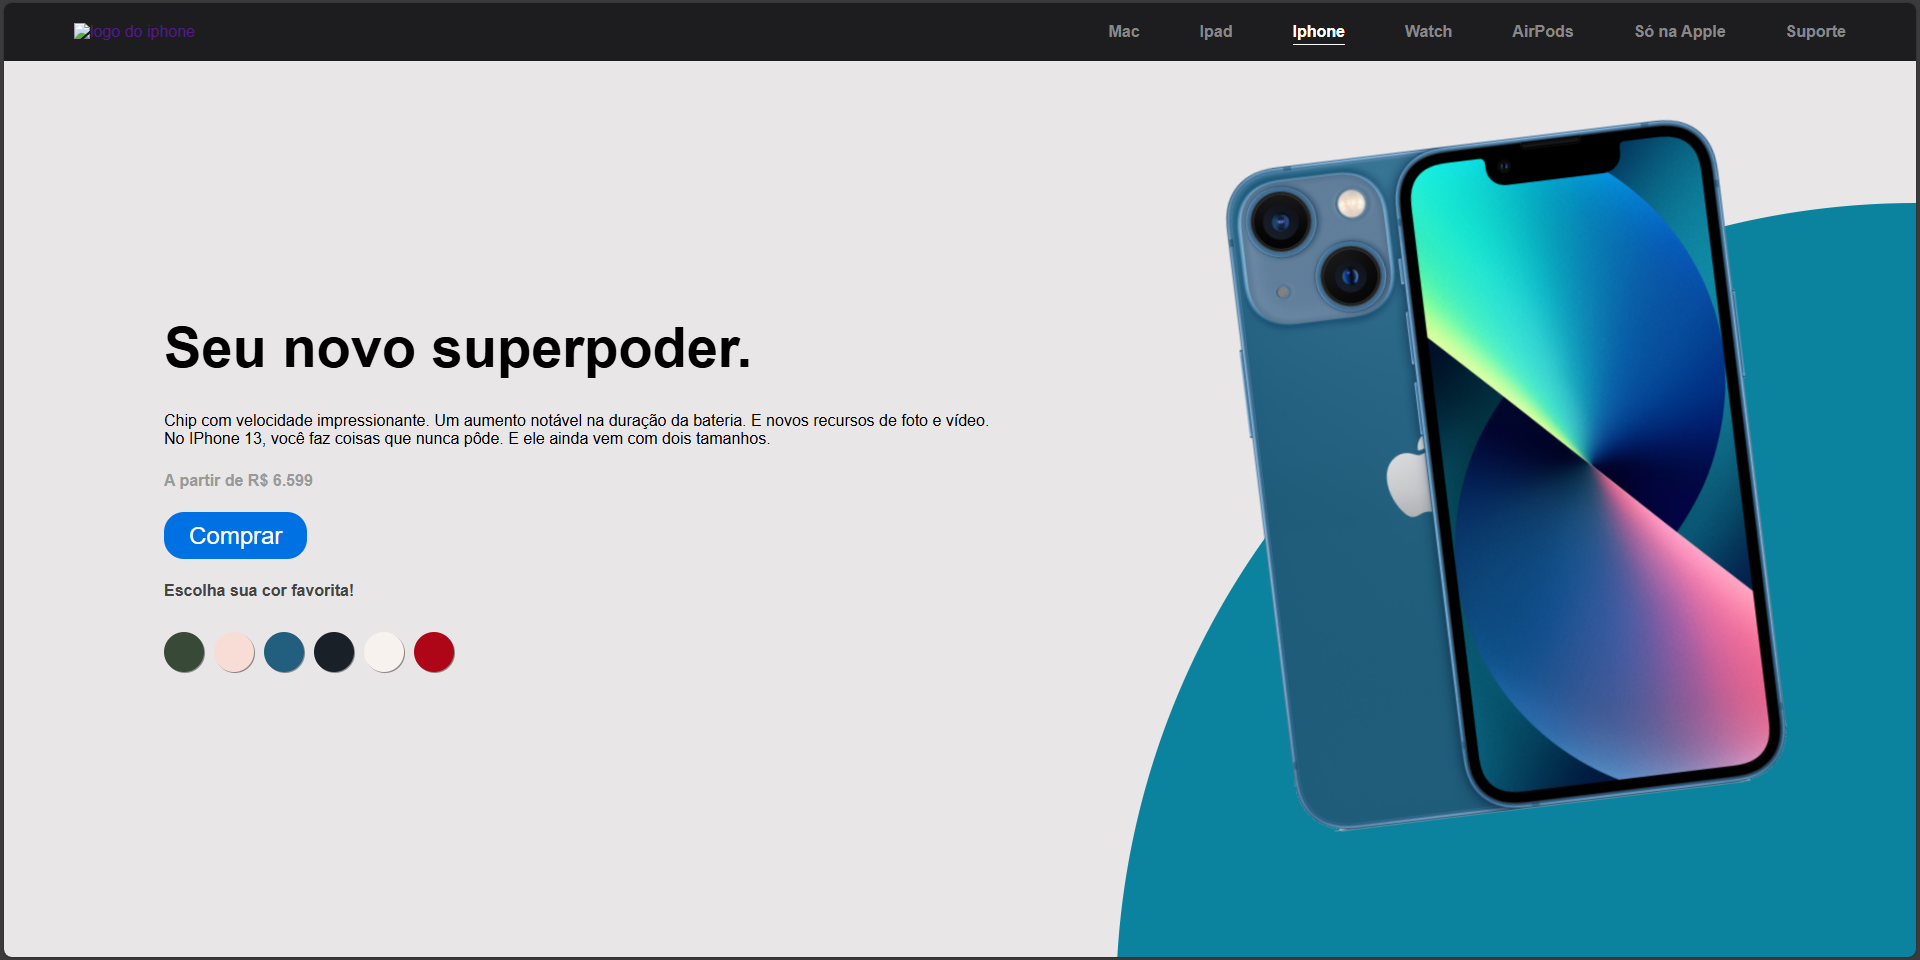 logo do iphone
Mac
Ipad
Iphone
Watch
AirPods
Só na Apple
Suporte
Seu novo superpoder.
Chip com velocidade impressionante. Um aumento notável na duração da bateria. E novos recursos de foto e vídeo.
No IPhone 13, você faz coisas que nunca pôde. E ele ainda vem com dois tamanhos.
A partir de R$ 6.599
Comprar
Escolha sua cor favorita!